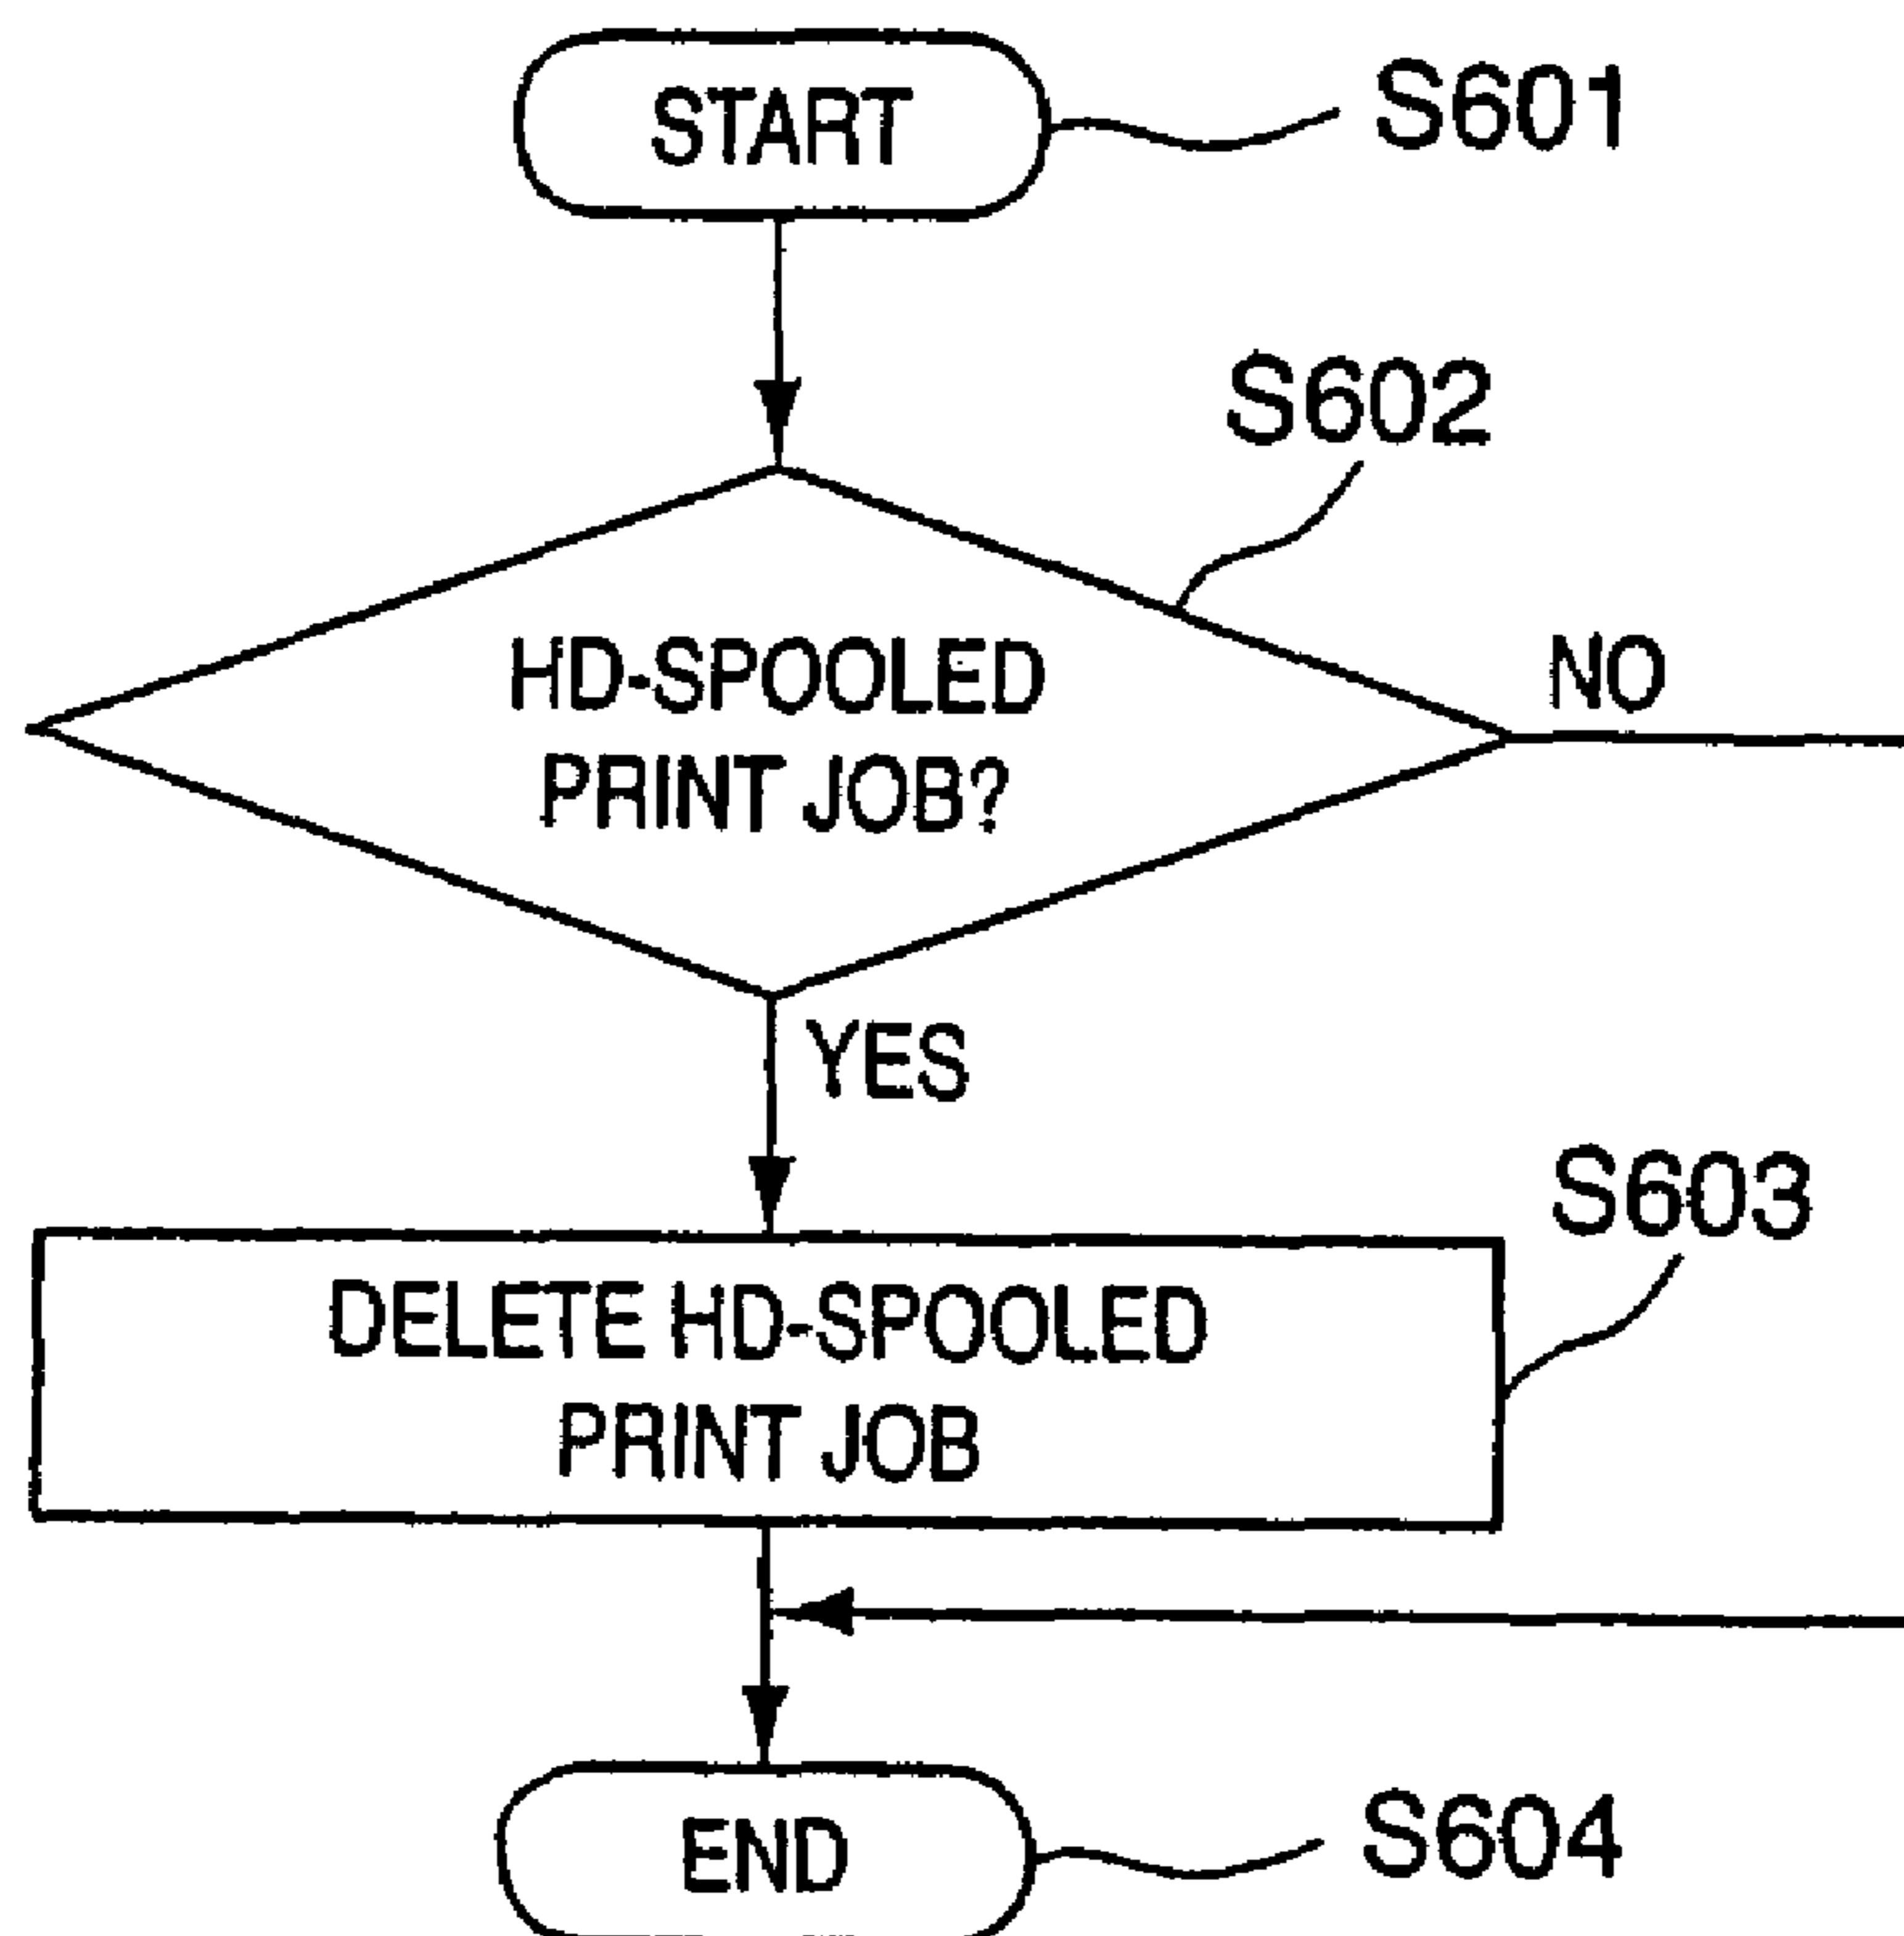 START
S601
S602
HD-SPOOLED
PRINT JOB?
NO
YES
S603
DELETE HD-SPOOLED
PRINT JOB
END
S604